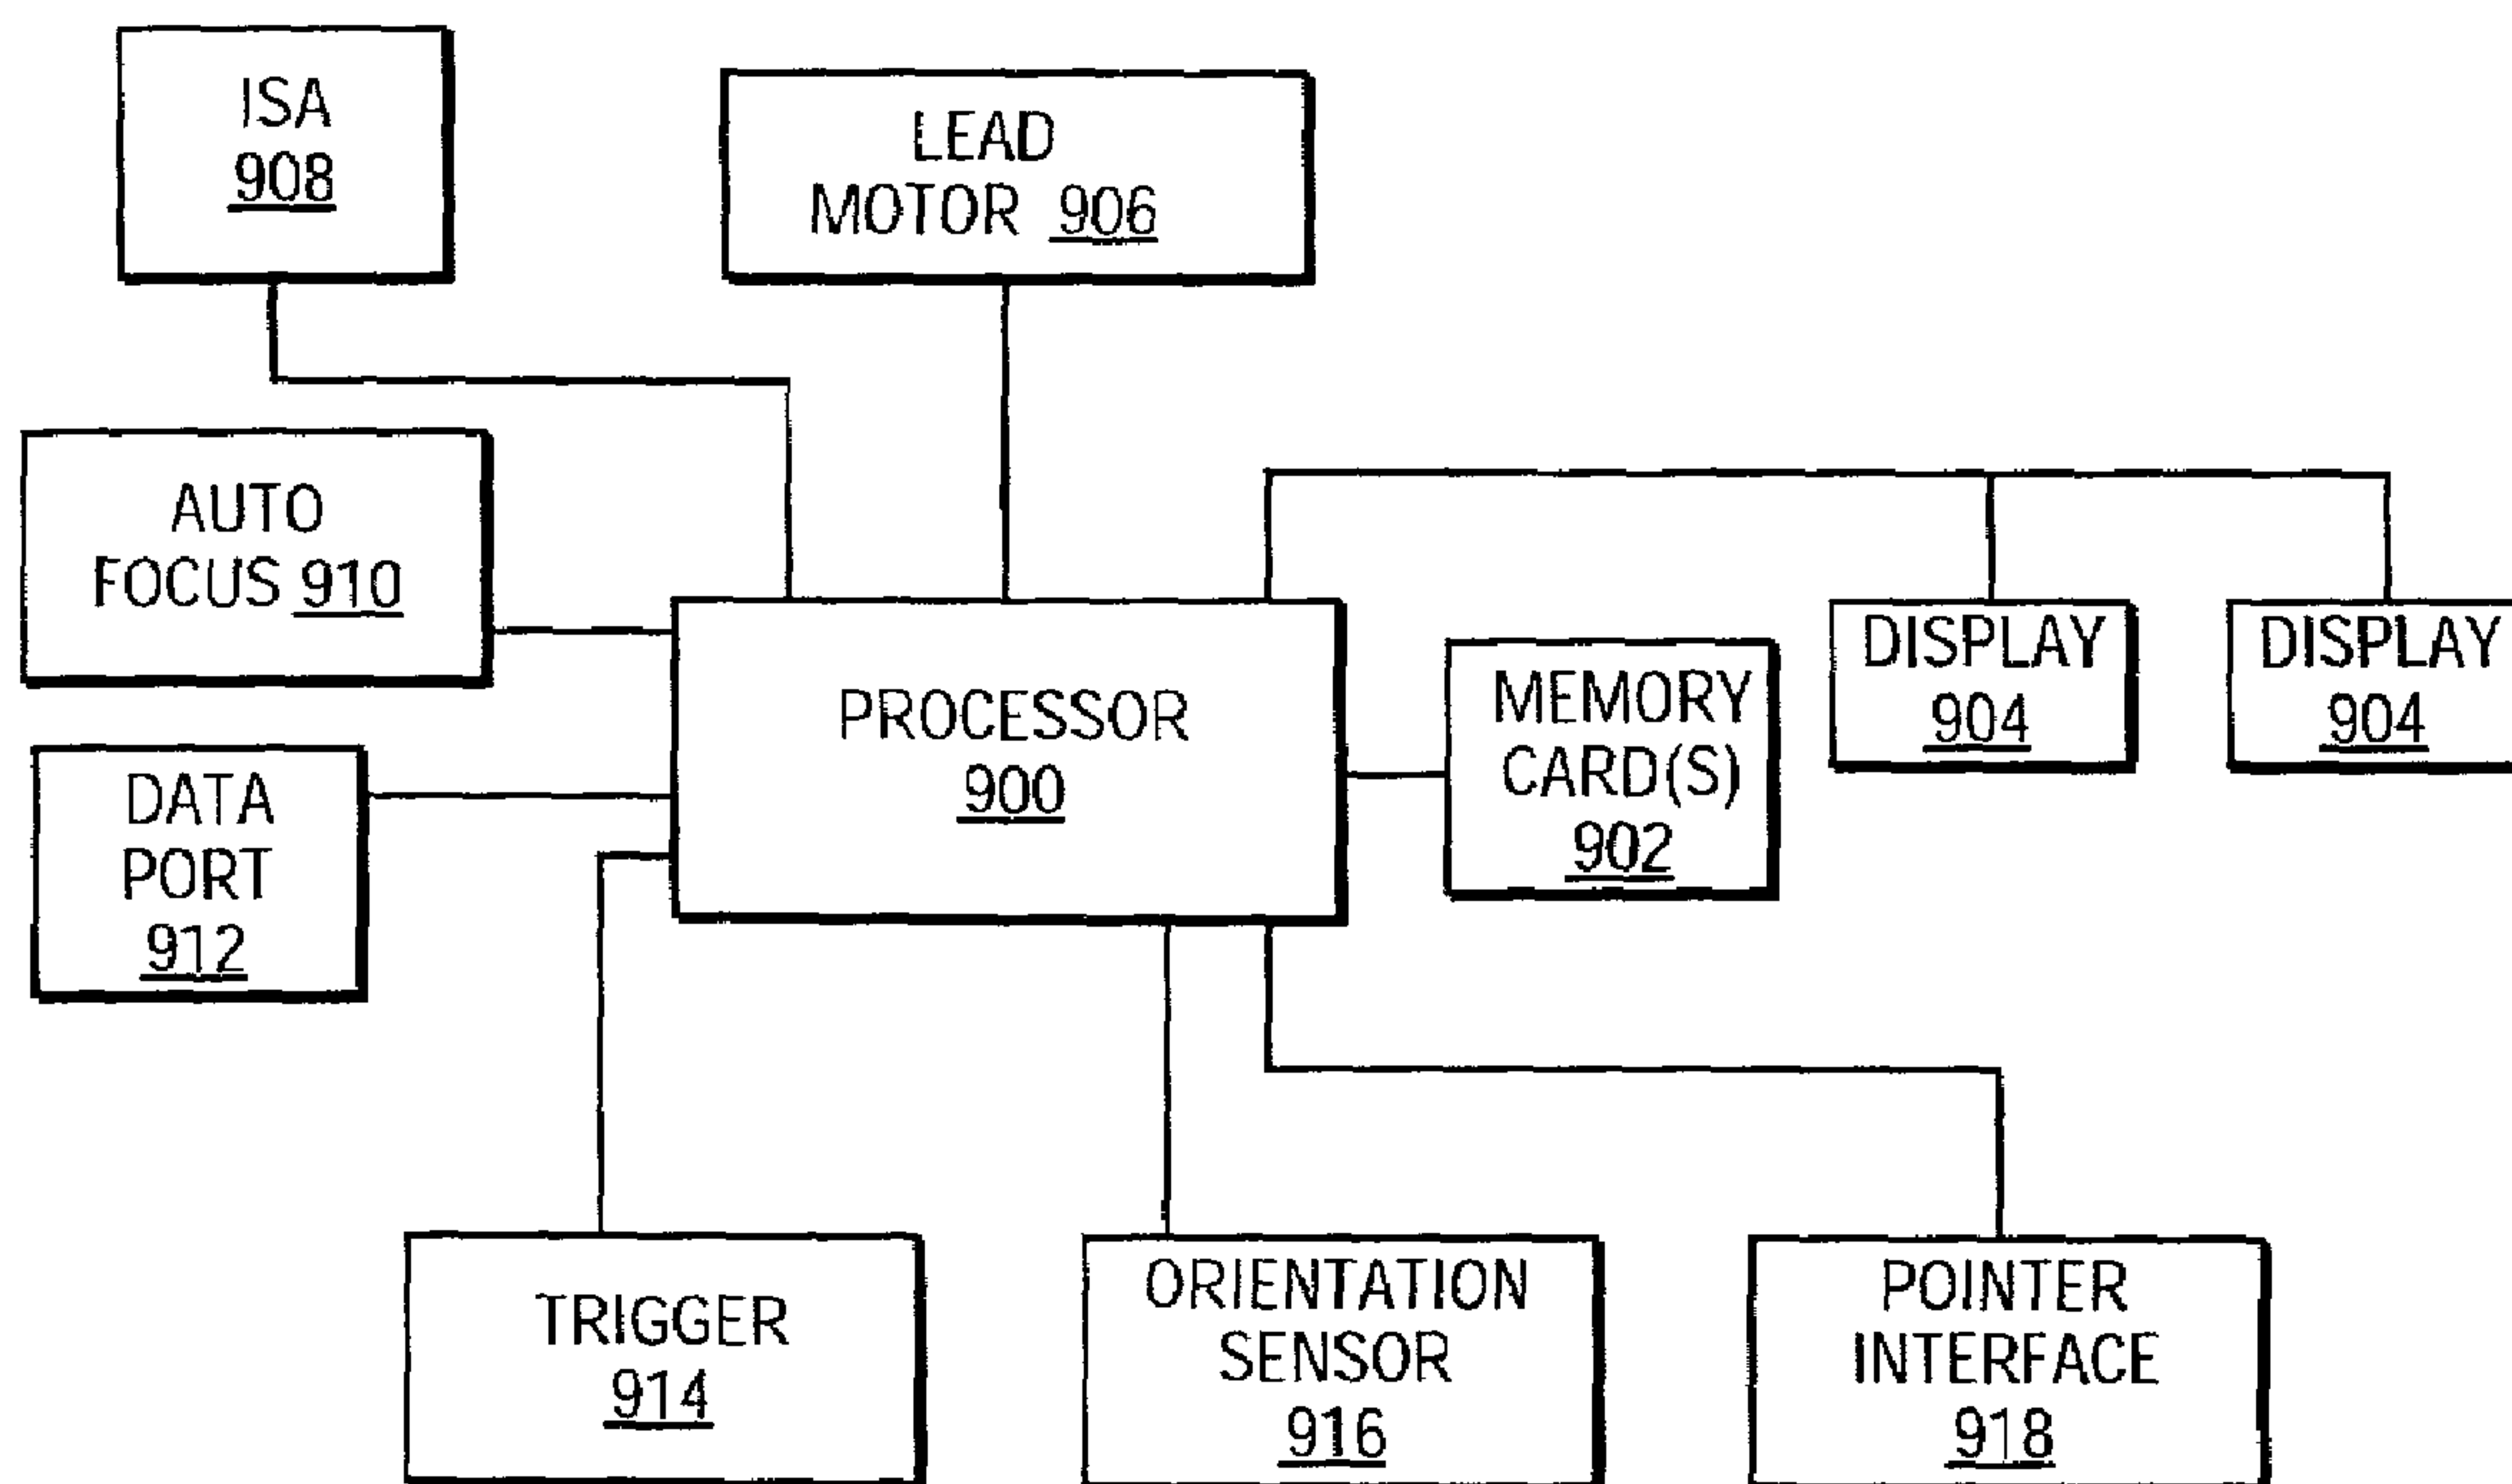 ISA
908
LEAD
MOTOR 906
AUTO
FOCUS 910
PROCESSOR
900
MEMORY
CARD(S)
902
DISPLAY
904
DISPLAY
904
DATA
PORT
912
TRIGGER
914
ORIENTATION
SENSOR
916
POINTER
INTERFACE
918